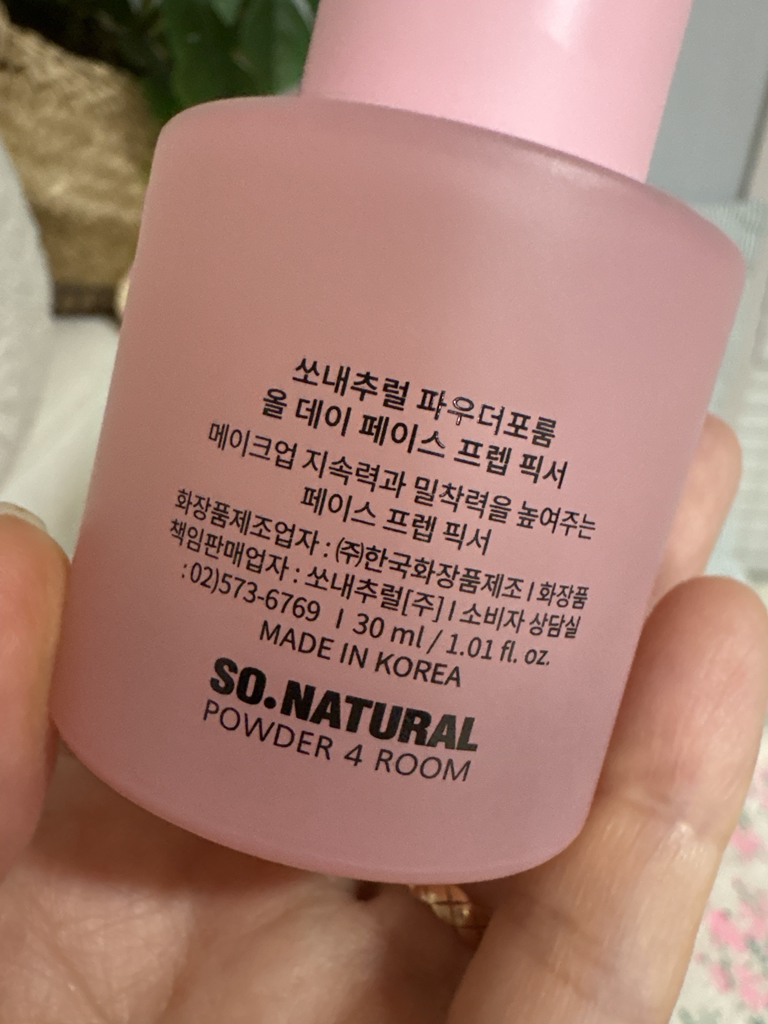 쏘내추럴 파우더포룸
올 데이 페이스 프렙 픽서
메이크업 지속력과 밀착력을 높여주는
페이스 프렙 픽서
화장품제조업자 : ㈜한국화장품제조 I 화장품
책임판매업자 : 쏘내추럴[주] I 소비자 상담실
: 02)573-6769 I 30 ml / 1.01 fl. oz.
MADE IN KOREA
SO.NATURAL
POWDER 4 ROOM